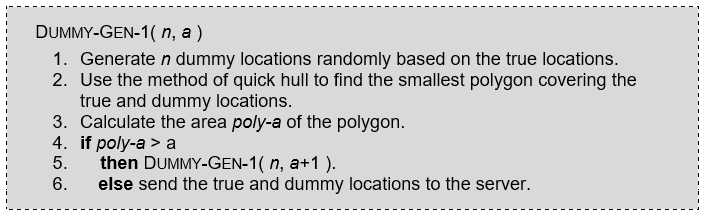 DUMMY-GEN-1( n, a )
1. Generate n dummy locations randomly based on the true locations.
2. Use the method of quick hull to find the smallest polygon covering the
true and dummy locations.
3. Calculate the area poly-a of the polygon.
4. if poly-a > a
5. then DUMMY-GEN-1( n, a+1 ).
6. else send the true and dummy locations to the server.